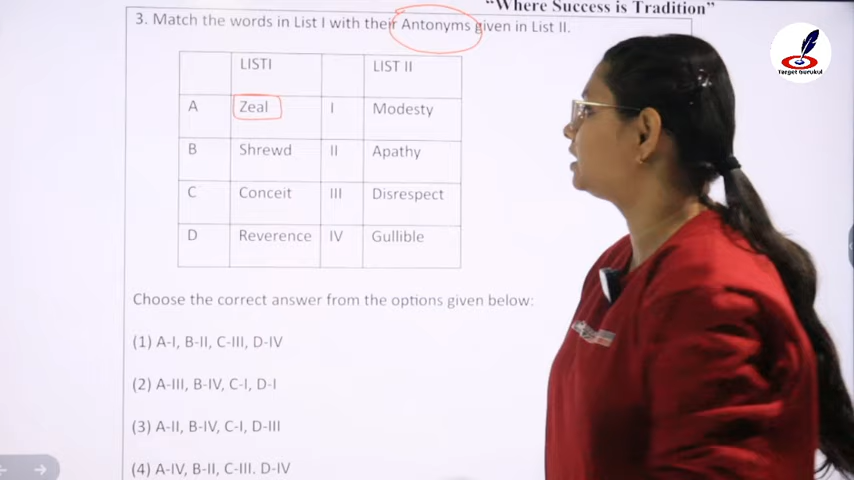 "Where Success is Tradition"
3. Match the words in List I with their Antonyms given in List II.
LISTI LIST II
A Zeal I Modesty
B Shrewd II Apathy
C Conceit III Disrespect
D Reverence IV Gullible
Choose the correct answer from the options given below:
(1) A-I, B-II, C-III, D-IV
(2) A-III, B-IV, C-I, D-I
(3) A-II, B-IV, C-I, D-III
(4) A-IV, B-II, C-III. D-IV
Target Gurukul